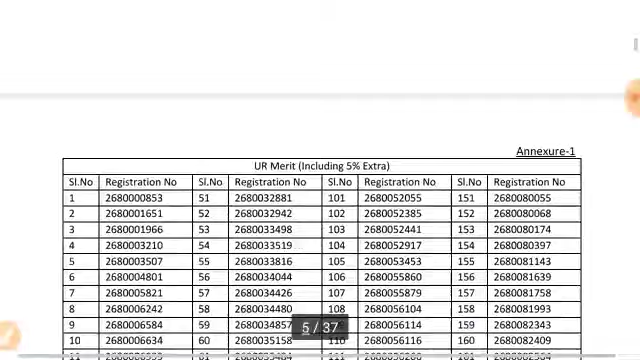 Annexure-1
UR Merit (Including 5% Extra)
Sl.No Registration No Sl.No Registration No Sl.No Registration No Sl.No Registration No
1 2680000853 51 2680032881 101 2680052055 151 2680080055
2 2680001651 52 2680032942 102 2680052385 152 2680080068
3 2680001966 53 2680033498 103 2680052441 153 2680080174
4 2680003210 54 2680033519 104 2680052917 154 2680080397
5 2680003507 55 2680033816 105 2680053453 155 2680081143
6 2680004801 56 2680034044 106 2680055860 156 2680081639
7 2680005821 57 2680034426 107 2680055879 157 2680081758
8 2680006242 58 2680034480 108 2680056104 158 2680081993
9 2680006584 59 2680034857 2680056114 159 2680082343
10 2680006634 60 2680035158 110 2680056116 160 2680082409
5 / 37